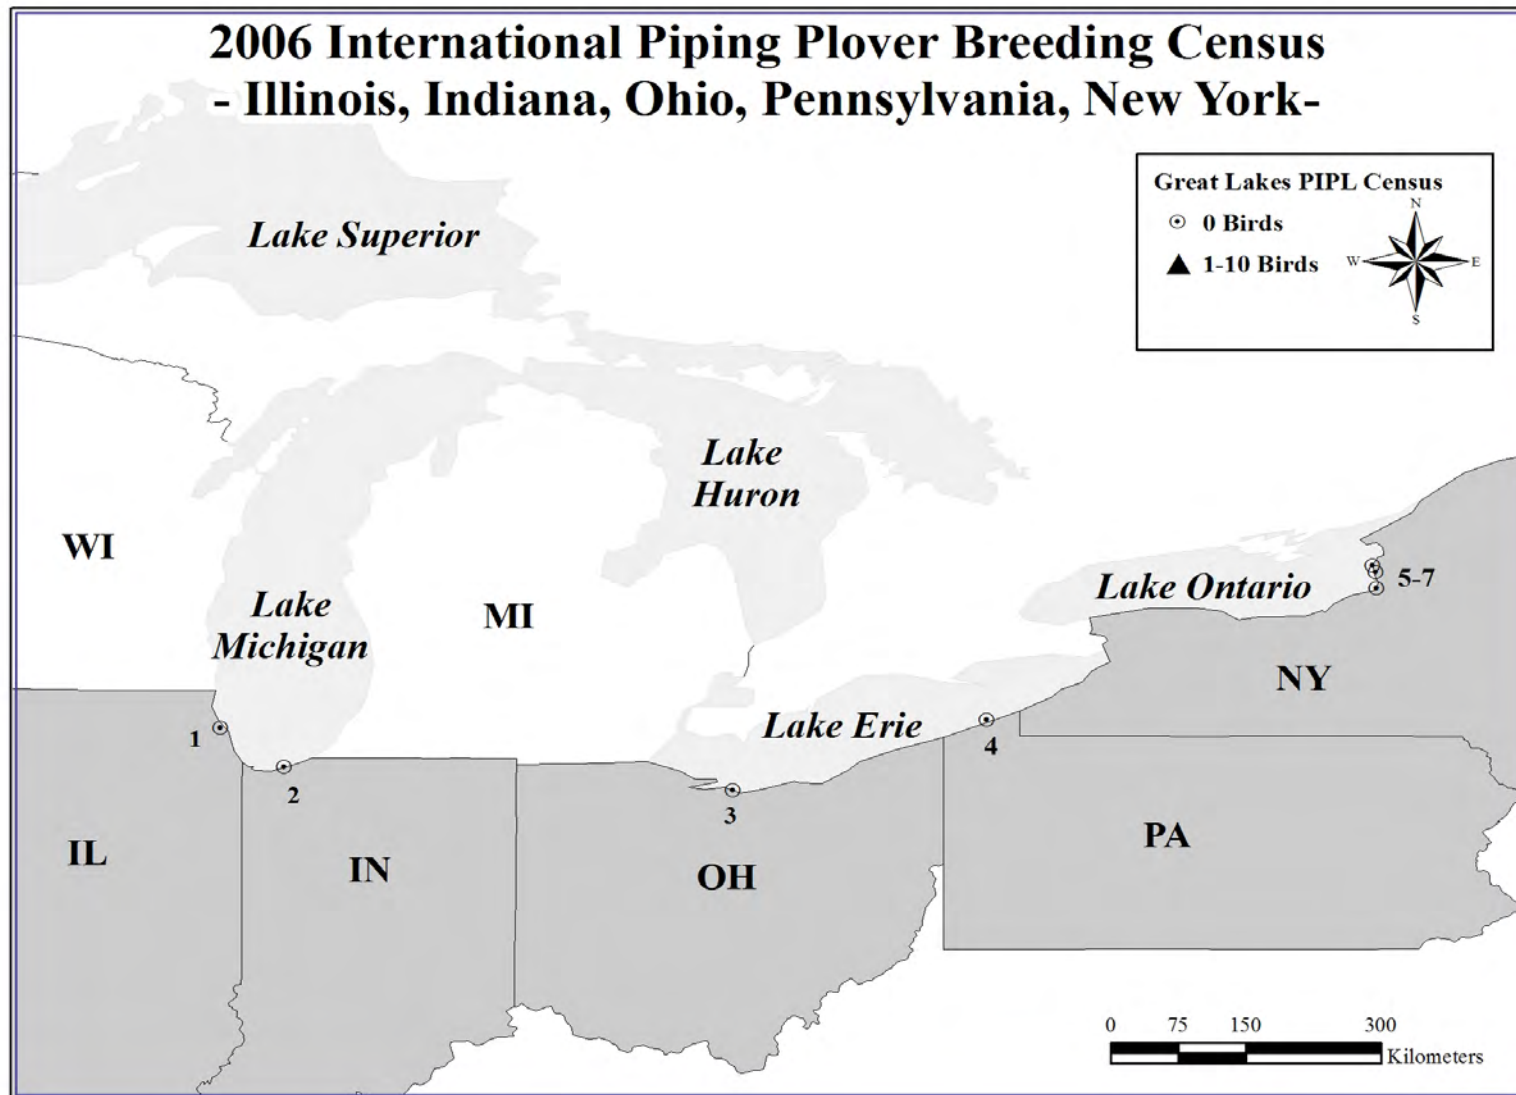 2006 International Piping Plover Breeding Census
- Illinois, Indiana, Ohio, Pennsylvania, New York-
Great Lakes PIPL Census
0 Birds
1-10 Birds
N
W
E
S
Lake Superior
Lake
Huron
WI
Lake
Michigan
MI
Lake Ontario
5-7
NY
Lake Erie
1
2
3
4
IL
IN
OH
PA
0 75 150 300
Kilometers